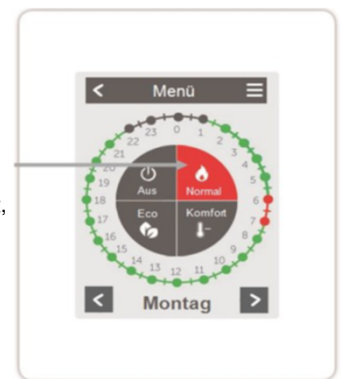 < Menü
22 23 0 1 2
21 3
20 4
19 Aus Normal 5
18 6
,
Eco Komfort
17 7
16 8
15 9
14 13 12 11 10
< Montag >